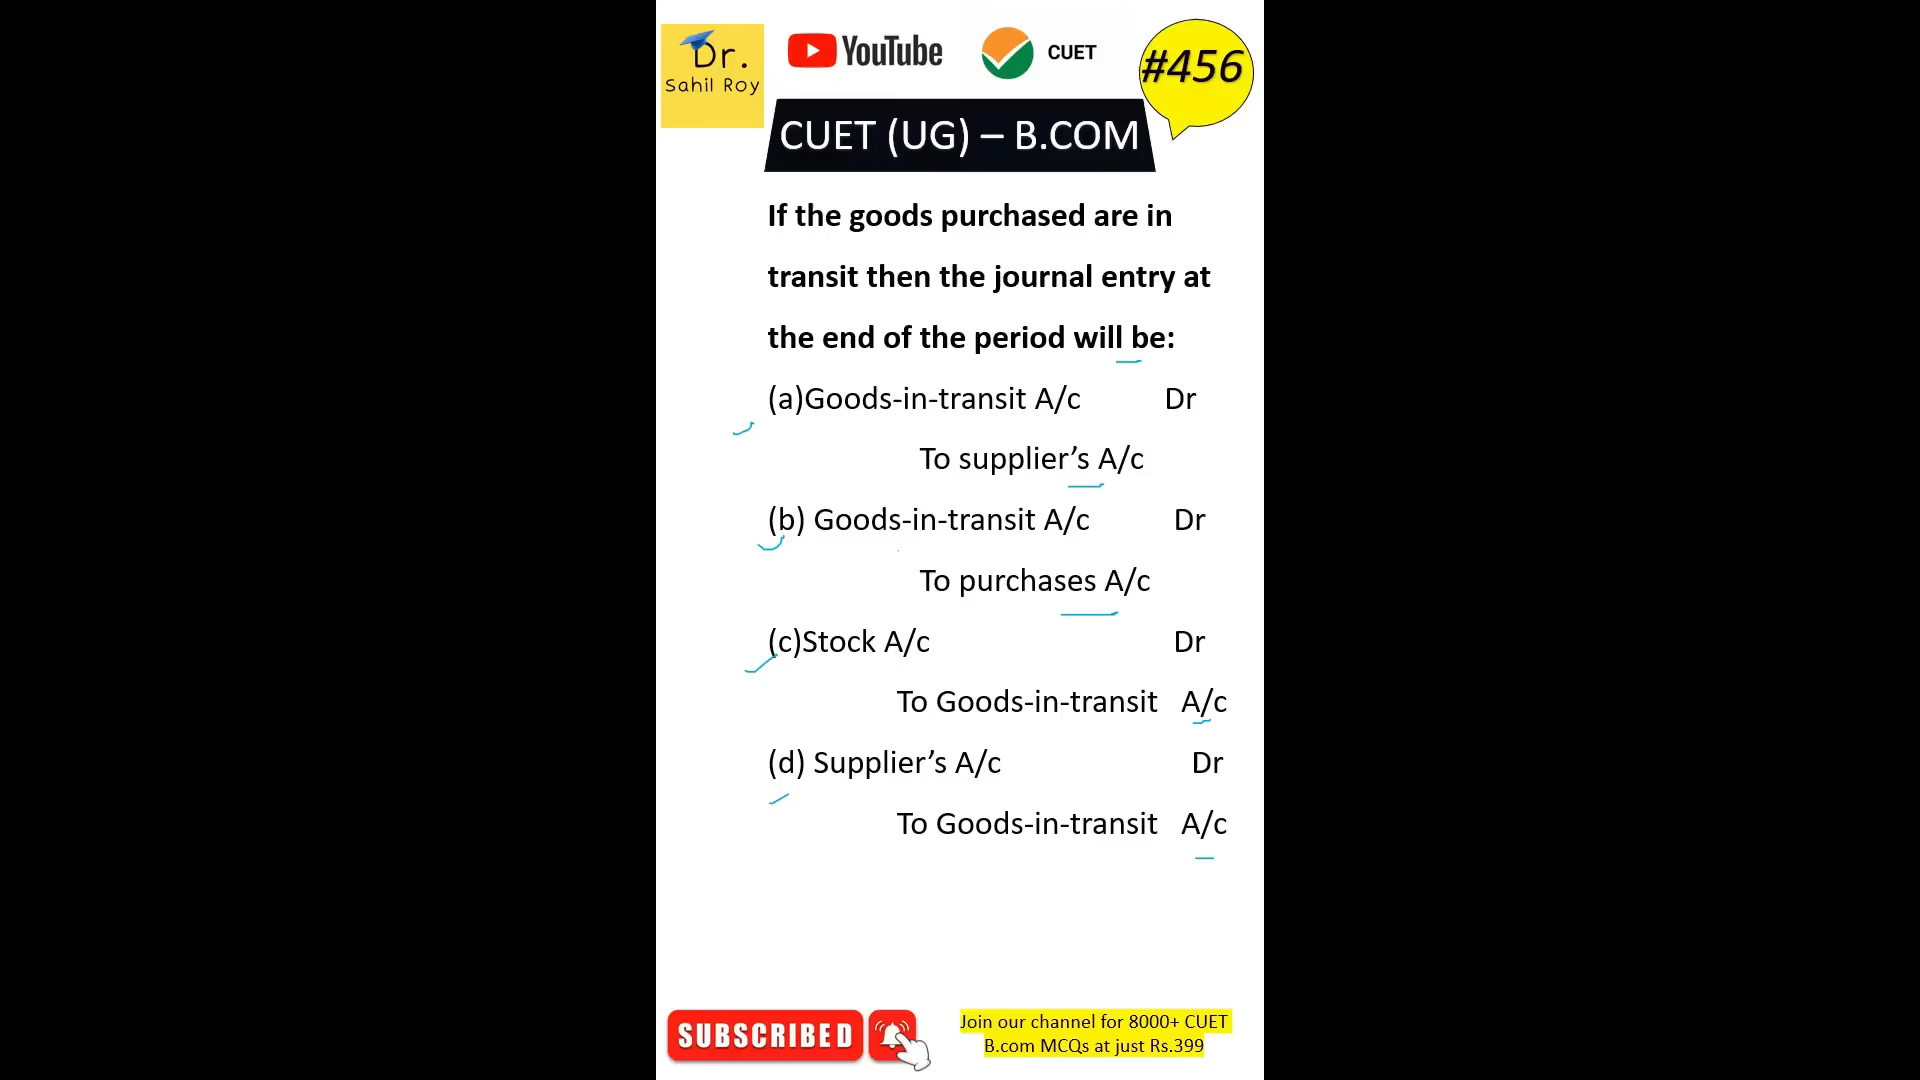 Dr.
Sahil Roy
YouTube
CUET
#456
CUET (UG) – B.COM
If the goods purchased are in
transit then the journal entry at
the end of the period will be:
(a)Goods-in-transit A/c Dr
To supplier’s A/c
(b) Goods-in-transit A/c Dr
To purchases A/c
(c)Stock A/c Dr
To Goods-in-transit A/c
(d) Supplier’s A/c Dr
To Goods-in-transit A/c
SUBSCRIBED
Join our channel for 8000+ CUET
B.com MCQs at just Rs.399